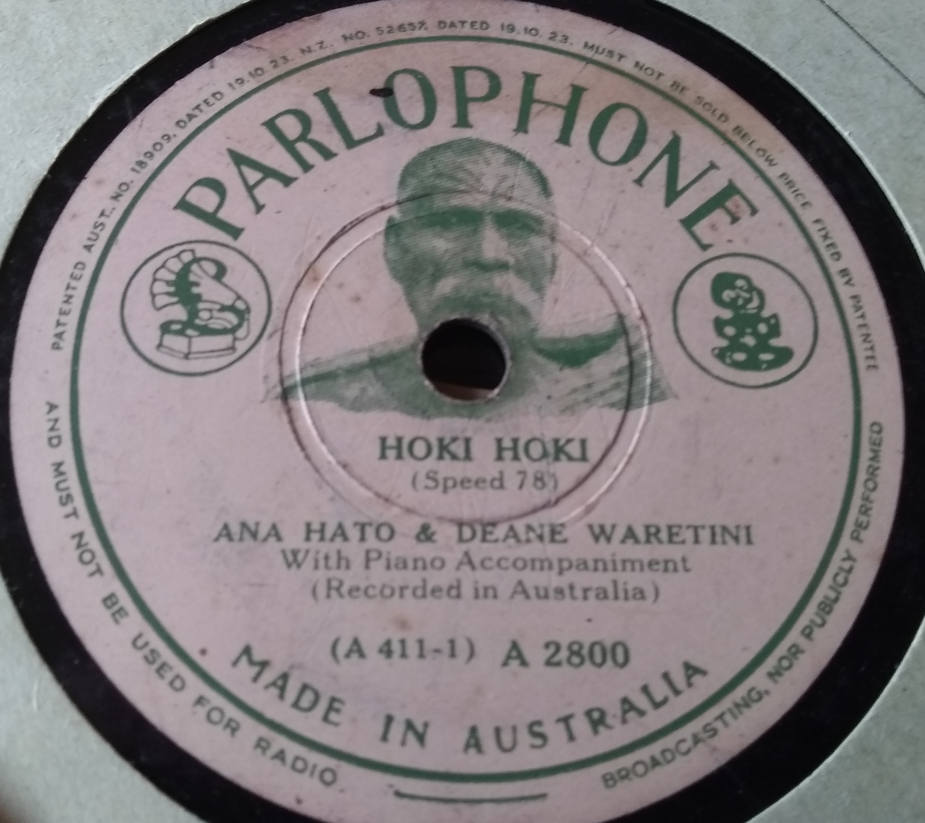 PATENTED AUST., NO. 18909, DATED 19.10.23. N.Z., NO. 52657, DATED 19.10.23. MUST NOT BE SOLD BELOW PRICE FIXED BY PATENTEE
PARLOPHONE
HOKI HOKI
(Speed 78)
ANA HATO & DEANE WARETINI
With Piano Accompaniment
(Recorded in Australia)
(A 411-1) A 2800
MADE IN AUSTRALIA
AND MUST NOT BE USED FOR RADIO BROADCASTING, NOR PUBLICLY PERFORMED